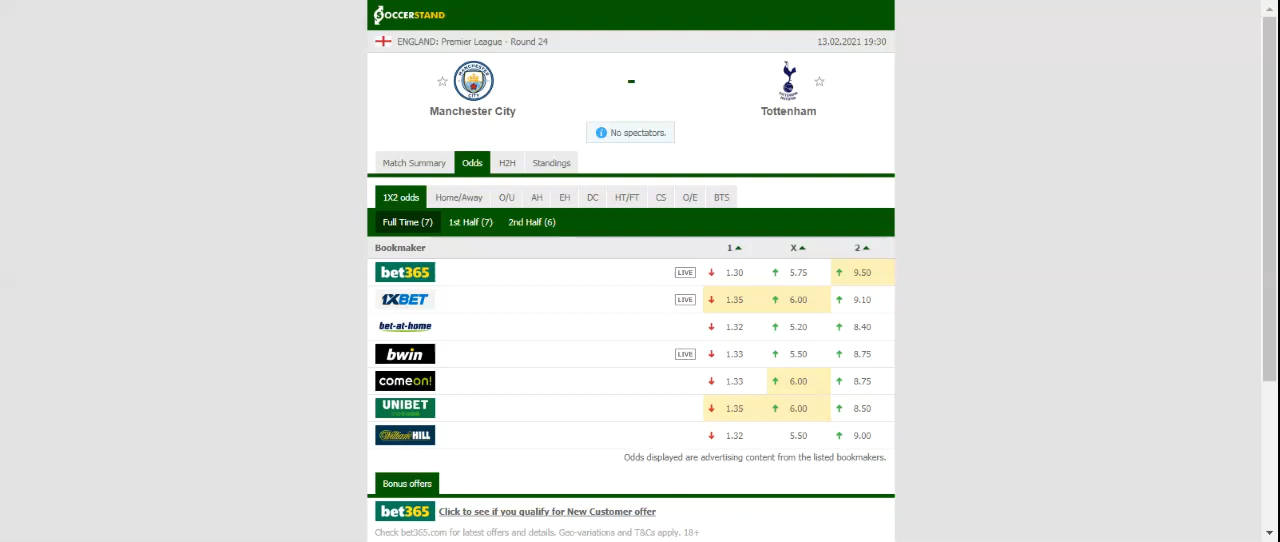 SOCCERSTAND
ENGLAND: Premier League - Round 24 13.02.2021 19:30
MANCHESTER
CITY
-
Manchester City Tottenham
No spectators.
Match Summary Odds H2H Standings
1X2 odds Home/Away O/U AH EH DC HT/FT CS O/E BTS
Full Time (7) 1st Half (7) 2nd Half (6)
Bookmaker 1 X 2
bet365 LIVE 1.30 5.75 9.50
1XBET LIVE 1.35 6.00 9.10
bet-at-home 1.32 5.20 8.40
bwin LIVE 1.33 5.50 8.75
comeon! 1.33 6.00 8.75
UNIBET 1.35 6.00 8.50
William HILL 1.32 5.50 9.00
Odds displayed are advertising content from the listed bookmakers.
Bonus offers
bet365 Click to see if you qualify for New Customer offer
Check bet365.com for latest offers and details. Geo-variations and T&Cs apply. 18+